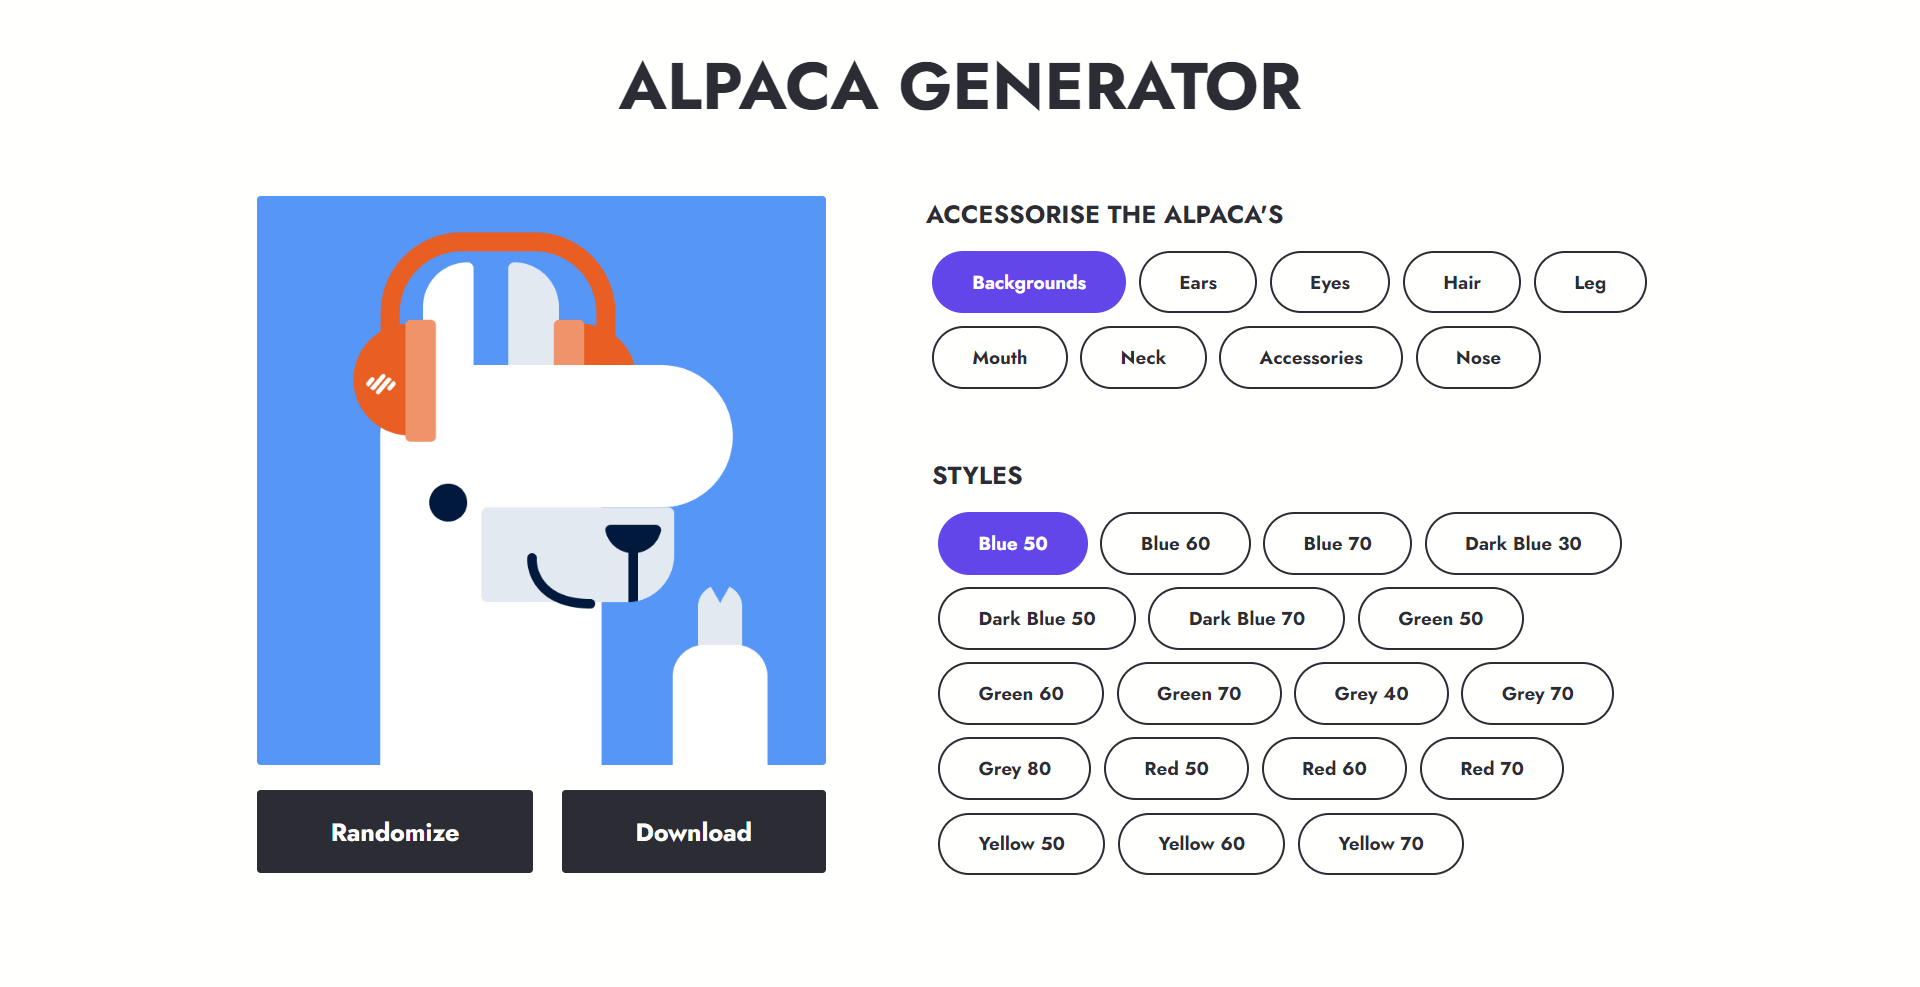 ALPACA GENERATOR
ACCESSORISE THE ALPACA'S
Backgrounds Ears Eyes Hair Leg
Mouth Neck Accessories Nose
STYLES
Blue 50 Blue 60 Blue 70 Dark Blue 30
Dark Blue 50 Dark Blue 70 Green 50
Green 60 Green 70 Grey 40 Grey 70
Grey 80 Red 50 Red 60 Red 70
Yellow 50 Yellow 60 Yellow 70
Randomize Download